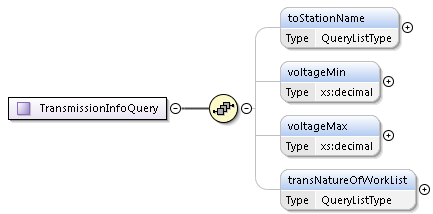 toStationName
Type QueryListType
voltageMin
Type xs:decimal
TransmissionInfoQuery
voltageMax
Type xs:decimal
transNatureOfWorkList
Type QueryListType